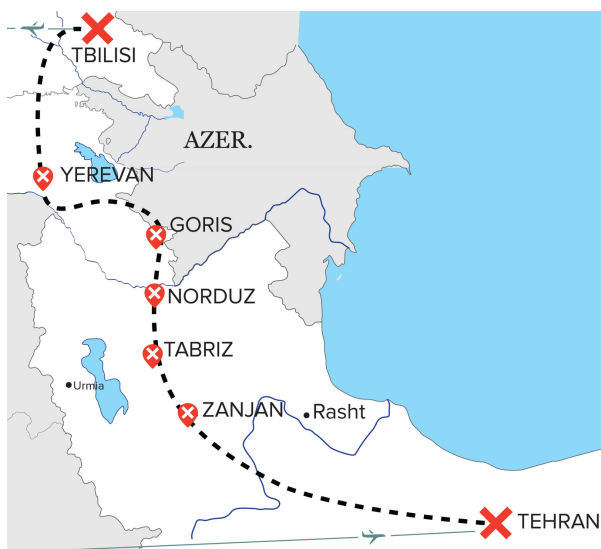 TBILISI
AZER.
YEREVAN
GORIS
NORDUZ
TABRIZ
Urmia
ZANJAN
Rasht
TEHRAN